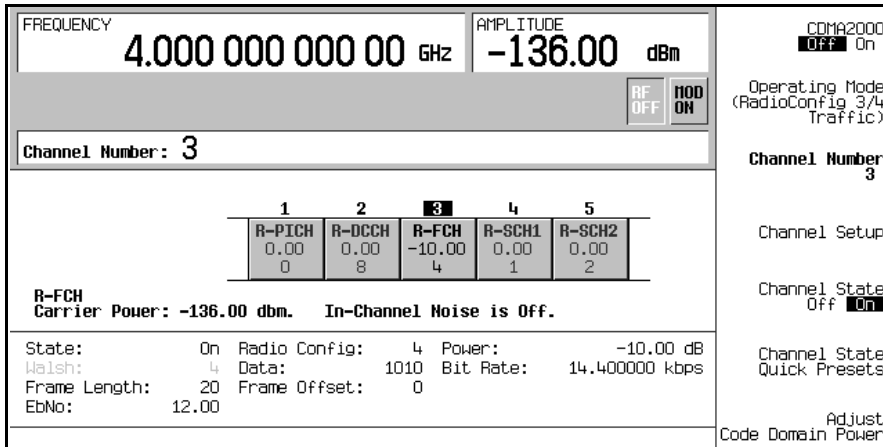 FREQUENCY
4.000 000 000 00 GHz
AMPLITUDE
-136.00 dBm
RF OFF
MOD ON
Channel Number: 3
1 2 3 4 5
R-PICH R-DCCH R-FCH R-SCH1 R-SCH2
0.00 0.00 -10.00 0.00 0.00
0 8 4 1 2
R-FCH
Carrier Power: -136.00 dbm. In-Channel Noise is Off.
State: On Radio Config: 4 Power: -10.00 dB
Walsh: 4 Data: 1010 Bit Rate: 14.400000 kbps
Frame Length: 20 Frame Offset: 0
EbNo: 12.00
CDMA2000
Off On
Operating Mode
(RadioConfig 3/4
Traffic)
Channel Number
3
Channel Setup
Channel State
Off On
Channel State
Quick Presets
Adjust
Code Domain Power